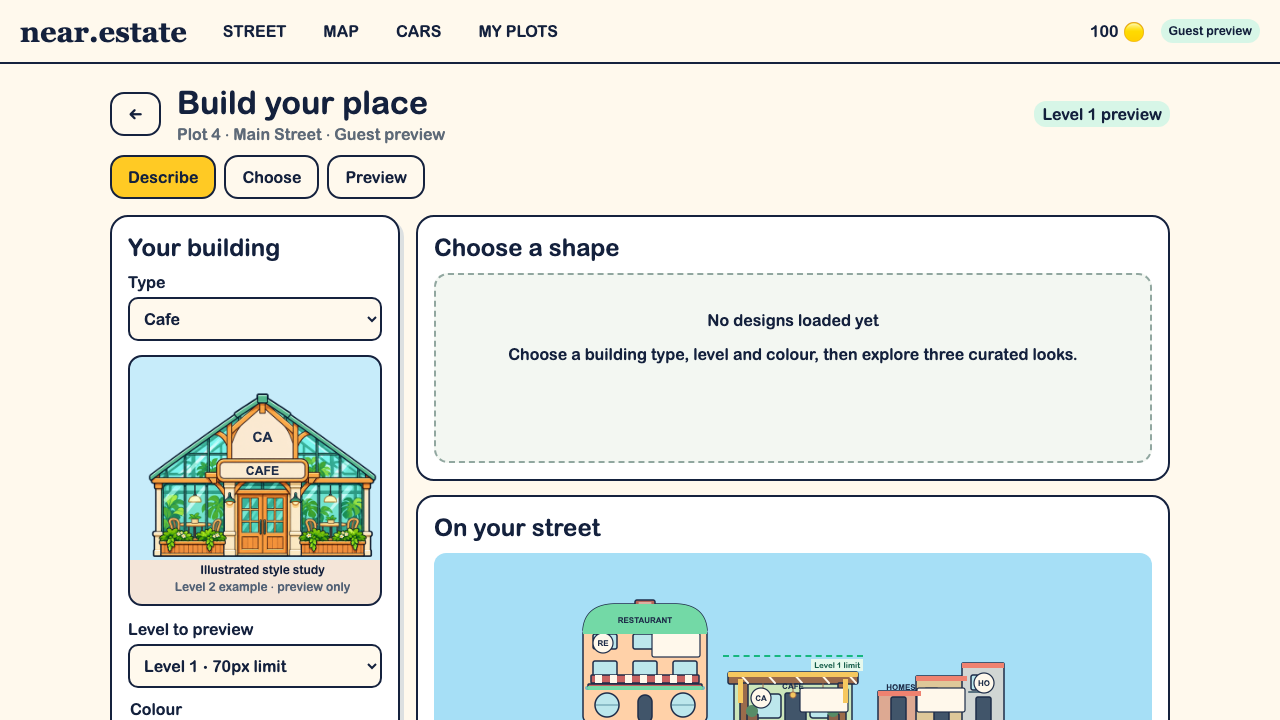 near.estate STREET MAP CARS MY PLOTS 100 Guest preview
← Build your place
Plot 4 · Main Street · Guest preview
Level 1 preview
Describe Choose Preview
Your building
Type
Cafe
CA
CAFE
Illustrated style study
Level 2 example · preview only
Level to preview
Level 1 · 70px limit
Colour
Choose a shape
No designs loaded yet
Choose a building type, level and colour, then explore three curated looks.
On your street
RESTAURANT
RE
Level 1 limit
CAFE
CA
HOMES
HO